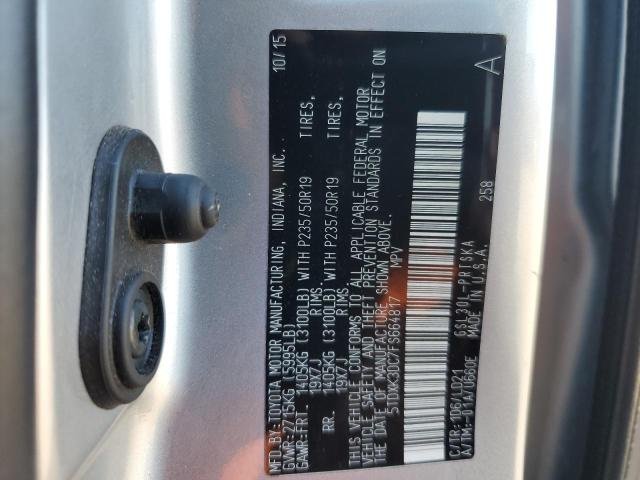 MFD. BY: TOYOTA MOTOR MANUFACTURING, INDIANA, INC. 10/15
GVWR: 2715KG (5995LB)
GAWR: FRT. 1405KG (3100LB) WITH P235/50R19 TIRES,
19X7J RIMS,
RR. 1405KG (3100LB) WITH P235/50R19 TIRES,
19X7J RIMS,
THIS VEHICLE CONFORMS TO ALL APPLICABLE FEDERAL MOTOR
VEHICLE SAFETY AND THEFT PREVENTION STANDARDS IN EFFECT ON
THE DATE OF MANUFACTURE SHOWN ABOVE.
5TDXK3DC7FS664817 MPV
A
258
C/TR: 1D6/LD21 GSL30L-PRTSKA
A/TM: -01A/U660E MADE IN U.S.A.